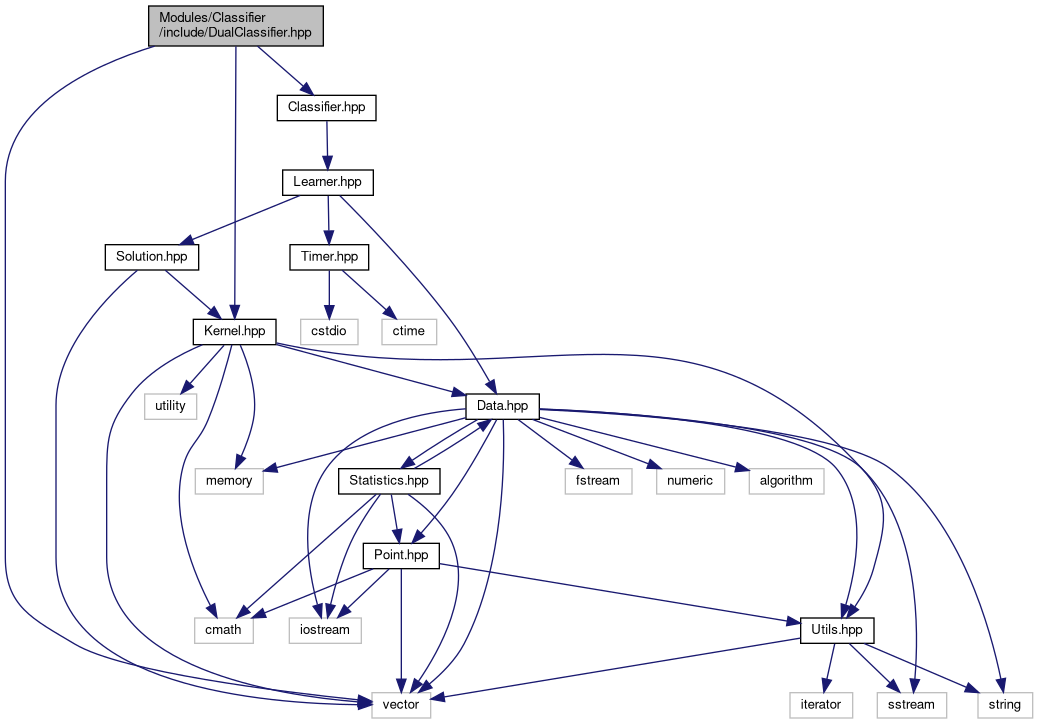 Modules/Classifier
/include/DualClassifier.hpp
Classifier.hpp
Learner.hpp
Solution.hpp
Timer.hpp
Kernel.hpp
cstdio
ctime
utility
Data.hpp
memory
Statistics.hpp
fstream
numeric
algorithm
Point.hpp
cmath
iostream
Utils.hpp
vector
iterator
sstream
string